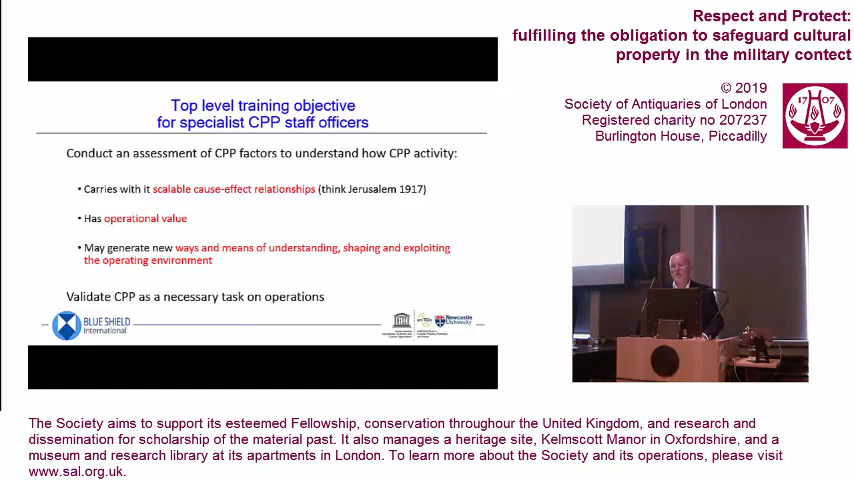 Respect and Protect:
fulfilling the obligation to safeguard cultural
property in the military contect
© 2019
Society of Antiquaries of London
Registered charity no 207237
Burlington House, Piccadilly
17 07
Top level training objective
for specialist CPP staff officers
Conduct an assessment of CPP factors to understand how CPP activity:
• Carries with it scalable cause-effect relationships (think Jerusalem 1917)
• Has operational value
• May generate new ways and means of understanding, shaping and exploiting
the operating environment
Validate CPP as a necessary task on operations
BLUE SHIELD
International
Newcastle
University
The Society aims to support its esteemed Fellowship, conservation throughour the United Kingdom, and research and
dissemination for scholarship of the material past. It also manages a heritage site, Kelmscott Manor in Oxfordshire, and a
museum and research library at its apartments in London. To learn more about the Society and its operations, please visit
www.sal.org.uk.